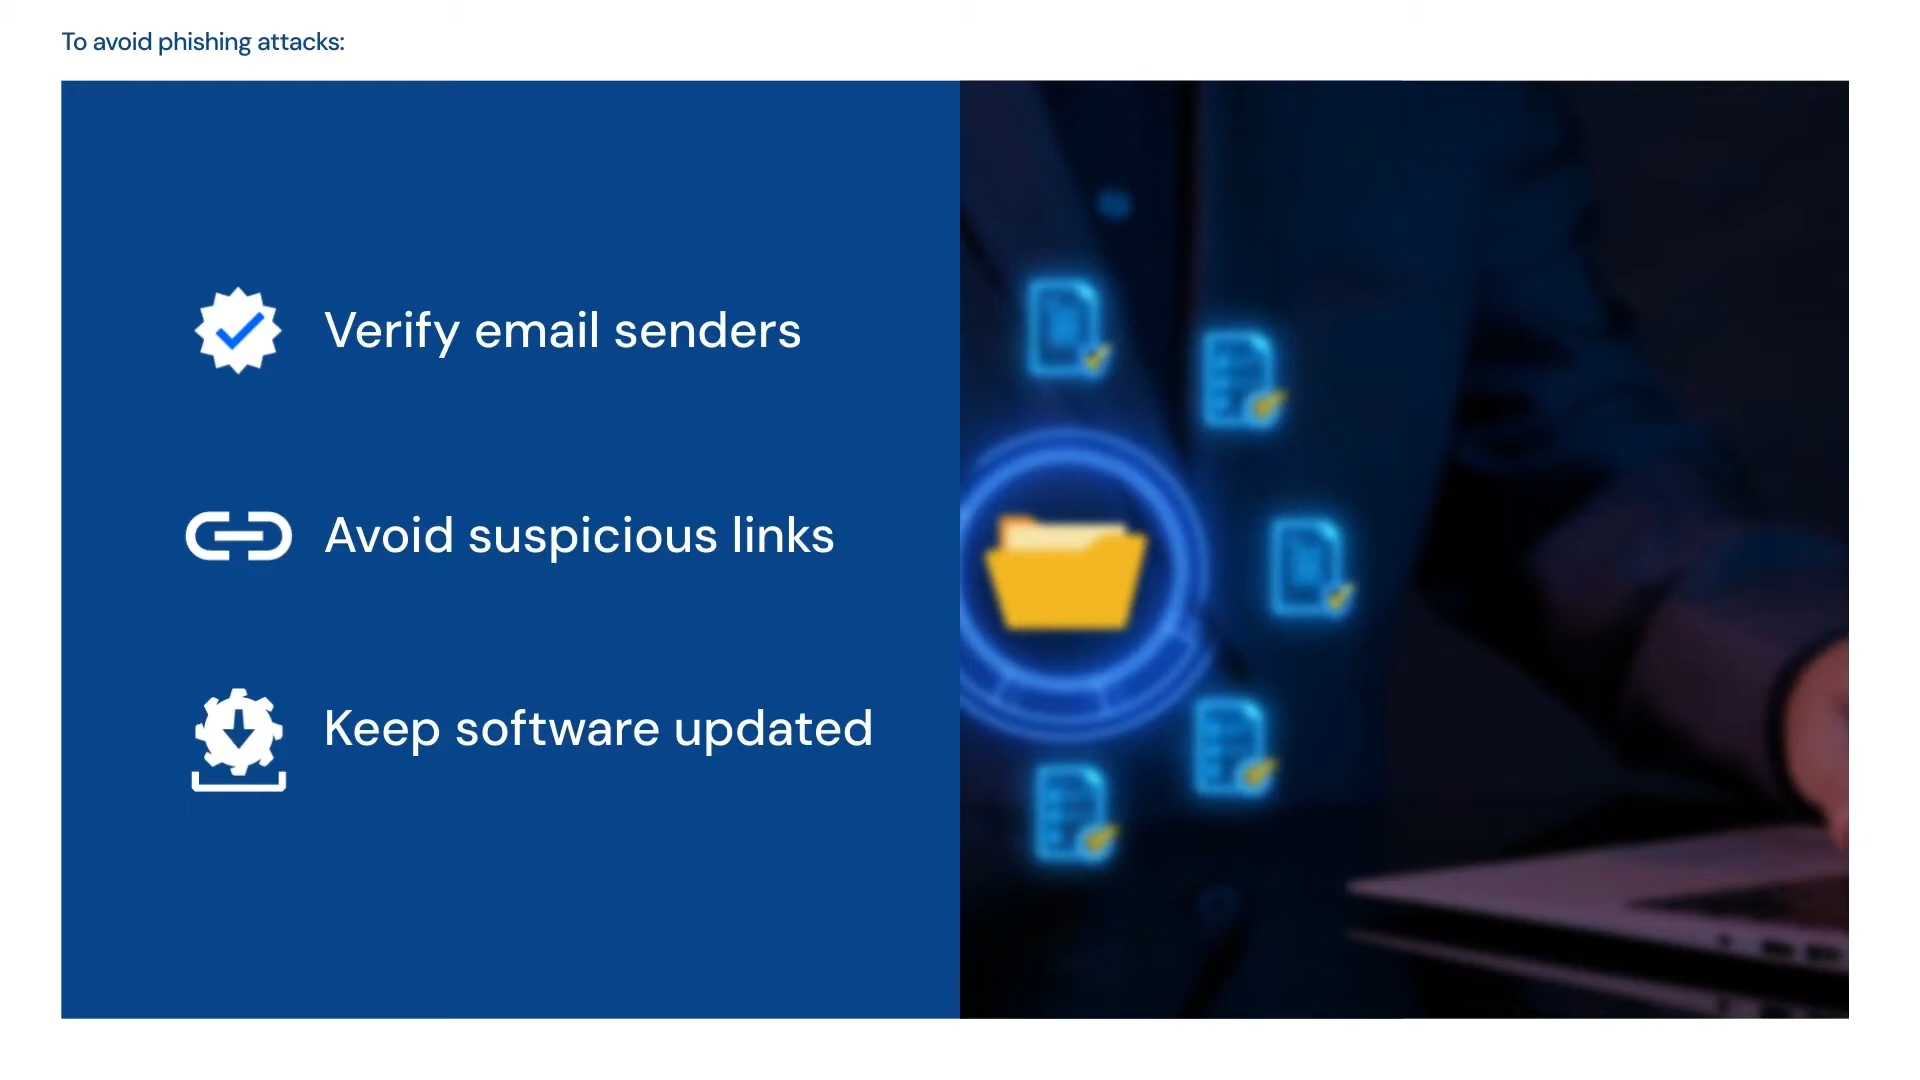 To avoid phishing attacks:
Verify email senders
Avoid suspicious links
Keep software updated